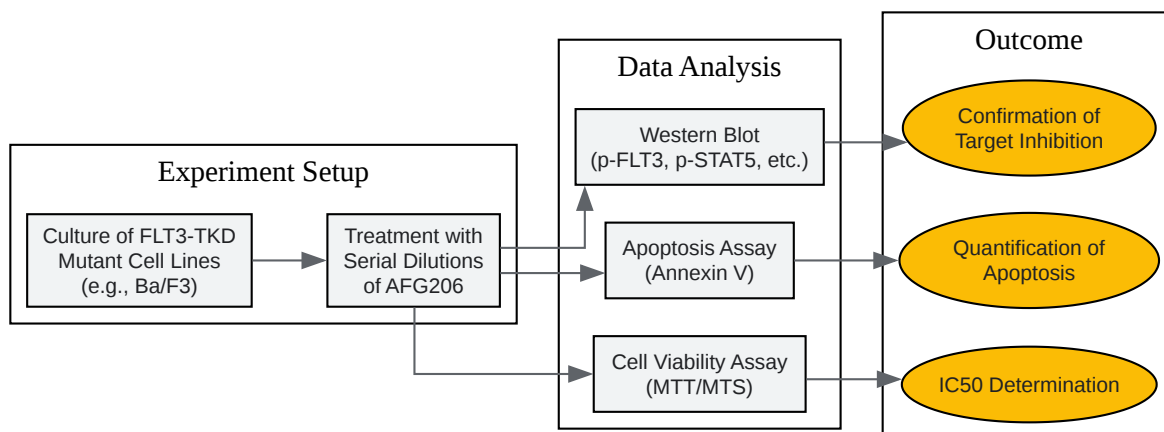 Experiment Setup
Culture of FLT3-TKD
Mutant Cell Lines
(e.g., Ba/F3)
Treatment with
Serial Dilutions
of AFG206
Data Analysis
Western Blot
(p-FLT3, p-STAT5, etc.)
Apoptosis Assay
(Annexin V)
Cell Viability Assay
(MTT/MTS)
Outcome
Confirmation of
Target Inhibition
Quantification of
Apoptosis
IC50 Determination